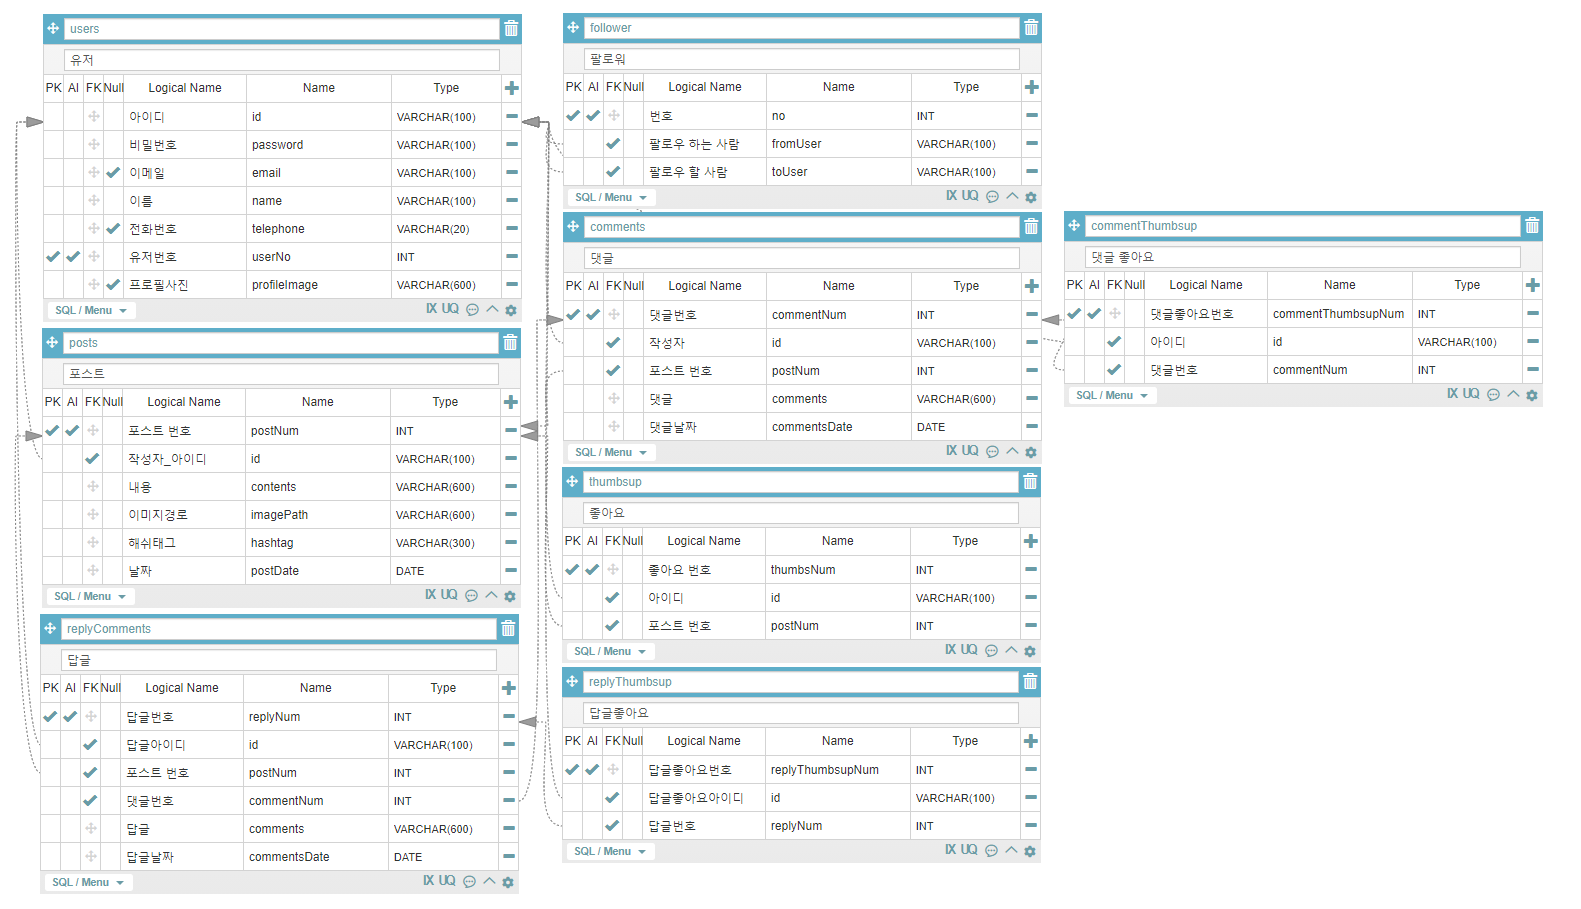 users
유저
PK AI FK Null Logical Name Name Type
아이디 id VARCHAR(100)
비밀번호 password VARCHAR(100)
이메일 email VARCHAR(100)
이름 name VARCHAR(100)
전화번호 telephone VARCHAR(20)
유저번호 userNo INT
프로필사진 profileImage VARCHAR(600)
SQL / Menu IX UQ
posts
포스트
PK AI FK Null Logical Name Name Type
포스트 번호 postNum INT
작성자_아이디 id VARCHAR(100)
내용 contents VARCHAR(600)
이미지경로 imagePath VARCHAR(600)
해쉬태그 hashtag VARCHAR(300)
날짜 postDate DATE
SQL / Menu IX UQ
replyComments
답글
PK AI FK Null Logical Name Name Type
답글번호 replyNum INT
답글아이디 id VARCHAR(100)
포스트 번호 postNum INT
댓글번호 commentNum INT
답글 comments VARCHAR(600)
답글날짜 commentsDate DATE
SQL / Menu IX UQ
follower
팔로워
PK AI FK Null Logical Name Name Type
번호 no INT
팔로우 하는 사람 fromUser VARCHAR(100)
팔로우 할 사람 toUser VARCHAR(100)
SQL / Menu IX UQ
comments
댓글
PK AI FK Null Logical Name Name Type
댓글번호 commentNum INT
작성자 id VARCHAR(100)
포스트 번호 postNum INT
댓글 comments VARCHAR(600)
댓글날짜 commentsDate DATE
SQL / Menu IX UQ
thumbsup
좋아요
PK AI FK Null Logical Name Name Type
좋아요 번호 thumbsNum INT
아이디 id VARCHAR(100)
포스트 번호 postNum INT
SQL / Menu IX UQ
replyThumbsup
답글좋아요
PK AI FK Null Logical Name Name Type
답글좋아요번호 replyThumbsupNum INT
답글좋아요아이디 id VARCHAR(100)
답글번호 replyNum INT
SQL / Menu IX UQ
commentThumbsup
댓글 좋아요
PK AI FK Null Logical Name Name Type
댓글좋아요번호 commentThumbsupNum INT
아이디 id VARCHAR(100)
댓글번호 commentNum INT
SQL / Menu IX UQ